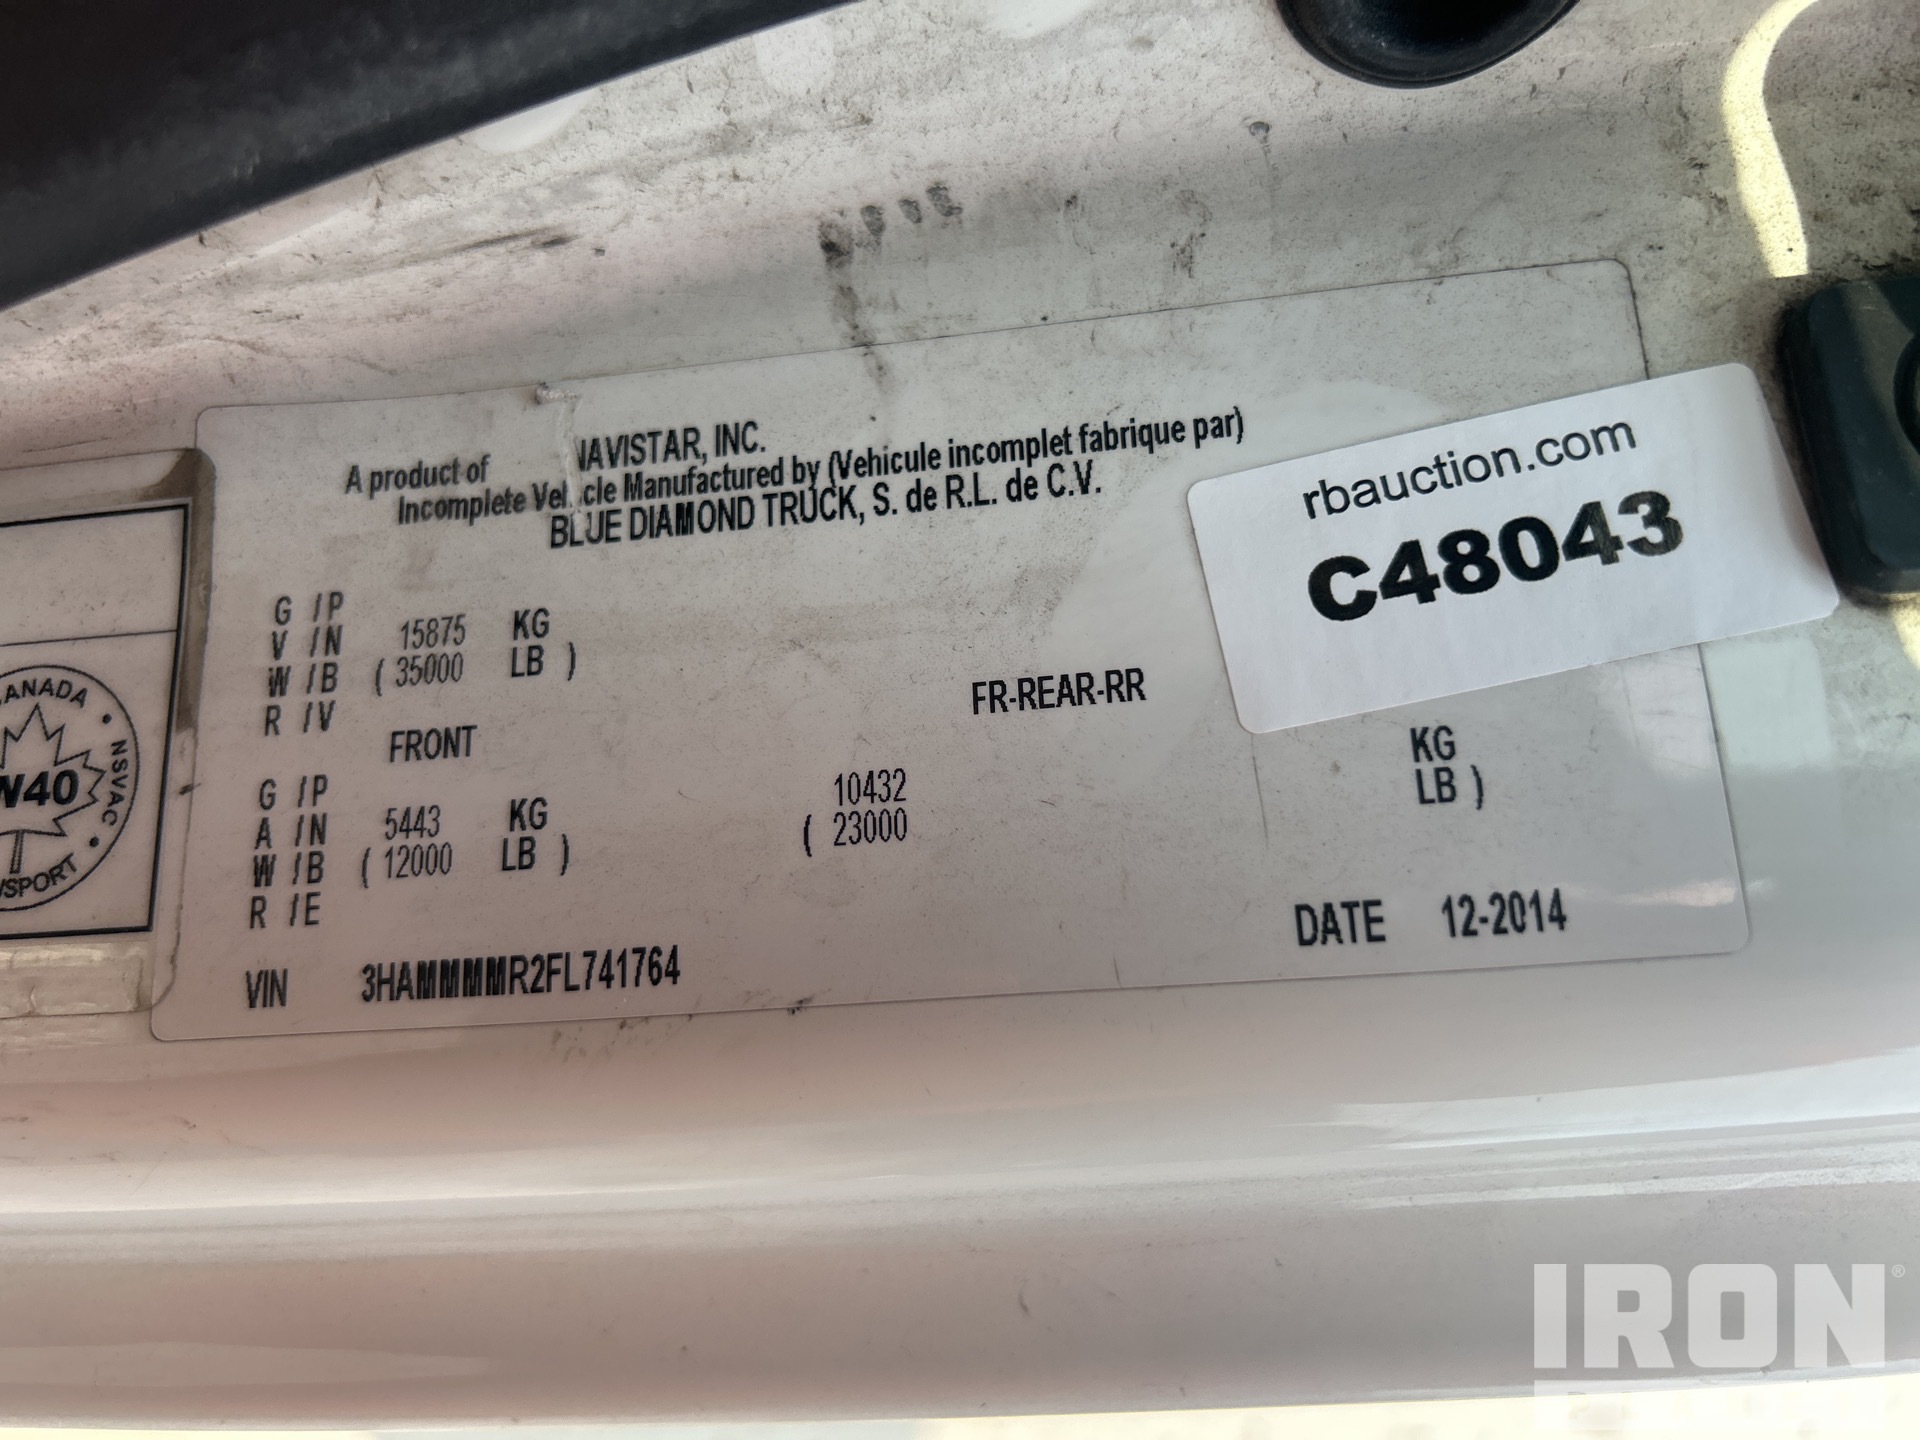 A product of NAVISTAR, INC.
Incomplete Vehicle Manufactured by (Vehicule incomplet fabrique par)
BLUE DIAMOND TRUCK, S. de R.L. de C.V.
rbauction.com
C48043
G /P
V /N 15875 KG
W /B ( 35000 LB )
R /V
FRONT
FR-REAR-RR
G /P
A /N 5443 KG 10432 KG
W /B ( 12000 LB ) ( 23000 LB )
R /E
VIN 3HAMMMMR2FL741764
DATE 12-2014
CANADA
NSVAC
W40
IRON